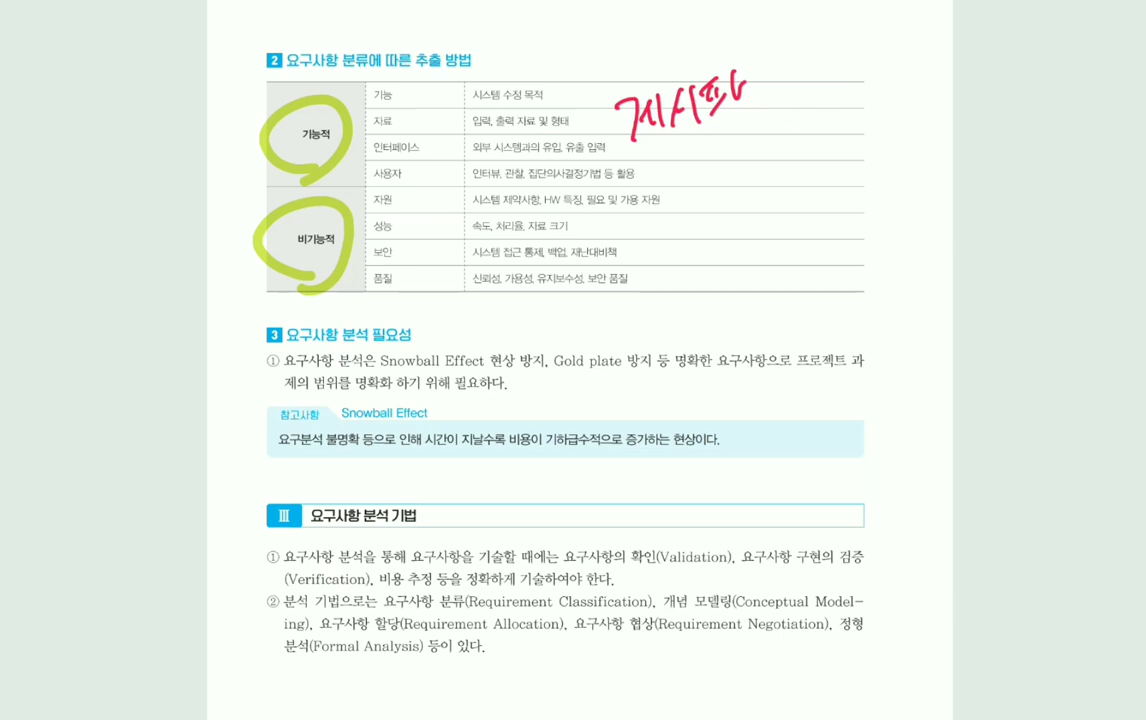 2 요구사항 분류에 따른 추출 방법
기능적
기능 시스템 수정 목적
자료 입력, 출력 자료 및 형태
인터페이스 외부 시스템과의 유입, 유출 입력
사용자 인터뷰, 관찰, 집단의사결정기법 등 활용
비기능적
자원 시스템 제약사항, HW 특징, 필요 및 가용 자원
성능 속도, 처리율, 자료 크기
보안 시스템 접근 통제, 백업, 재난대비책
품질 신뢰성, 가용성, 유지보수성, 보안 품질
3 요구사항 분석 필요성
① 요구사항 분석은 Snowball Effect 현상 방지, Gold plate 방지 등 명확한 요구사항으로 프로젝트 과
제의 범위를 명확화 하기 위해 필요하다.
참고사항 Snowball Effect
요구분석 불명확 등으로 인해 시간이 지날수록 비용이 기하급수적으로 증가하는 현상이다.
Ⅲ 요구사항 분석 기법
① 요구사항 분석을 통해 요구사항을 기술할 때에는 요구사항의 확인(Validation), 요구사항 구현의 검증
(Verification), 비용 추정 등을 정확하게 기술하여야 한다.
② 분석 기법으로는 요구사항 분류(Requirement Classification), 개념 모델링(Conceptual Model-
ing), 요구사항 할당(Requirement Allocation), 요구사항 협상(Requirement Negotiation), 정형
분석(Formal Analysis) 등이 있다.